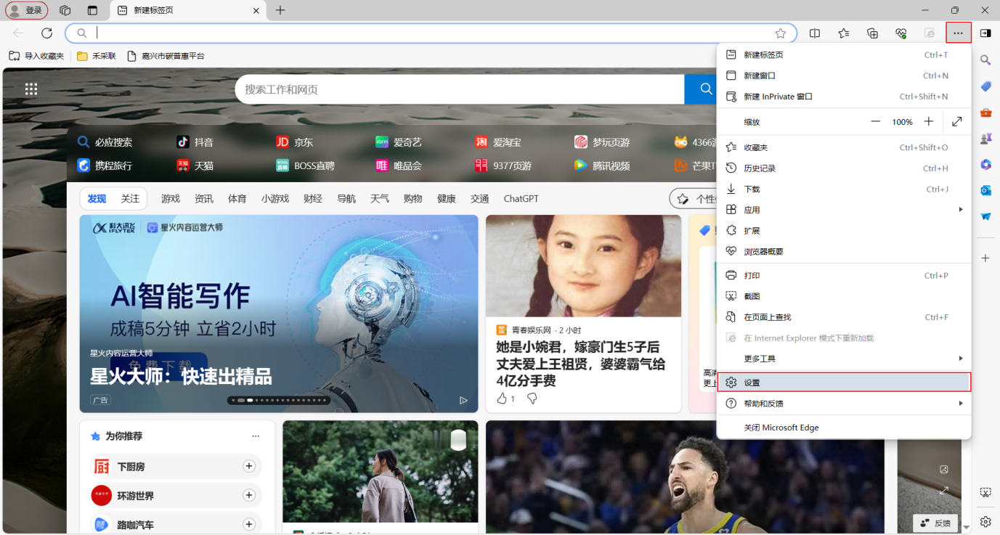 登录
新建标签页
导入收藏夹
禾采联
嘉兴市碳普惠平台
搜索工作和网页
必应搜索
抖音
京东
爱奇艺
爱淘宝
梦玩页游
4366游
携程旅行
天猫
BOSS直聘
唯品会
9377页游
腾讯视频
芒果T
发现
关注
游戏
资讯
体育
小游戏
财经
导航
天气
购物
健康
交通
ChatGPT
个性
科大讯飞
iFLYTEK
星火内容运营大师
AI智能写作
成稿5分钟 立省2小时
免费下载
星火内容运营大师
星火大师：快速出精品
广告
青春娱乐网 · 2 小时
她是小婉君，嫁豪门生5子后
丈夫爱上王祖贤，婆婆霸气给
4亿分手费
1
高清
更上
为你推荐
下厨房
环游世界
路咖汽车
新建标签页 Ctrl+T
新建窗口 Ctrl+N
新建 InPrivate 窗口 Ctrl+Shift+N
缩放 100%
收藏夹 Ctrl+Shift+O
历史记录 Ctrl+H
下载 Ctrl+J
应用
扩展
浏览器概要
打印 Ctrl+P
截图
在页面上查找 Ctrl+F
在 Internet Explorer 模式下重新加载
更多工具
设置
帮助和反馈
关闭 Microsoft Edge
反馈